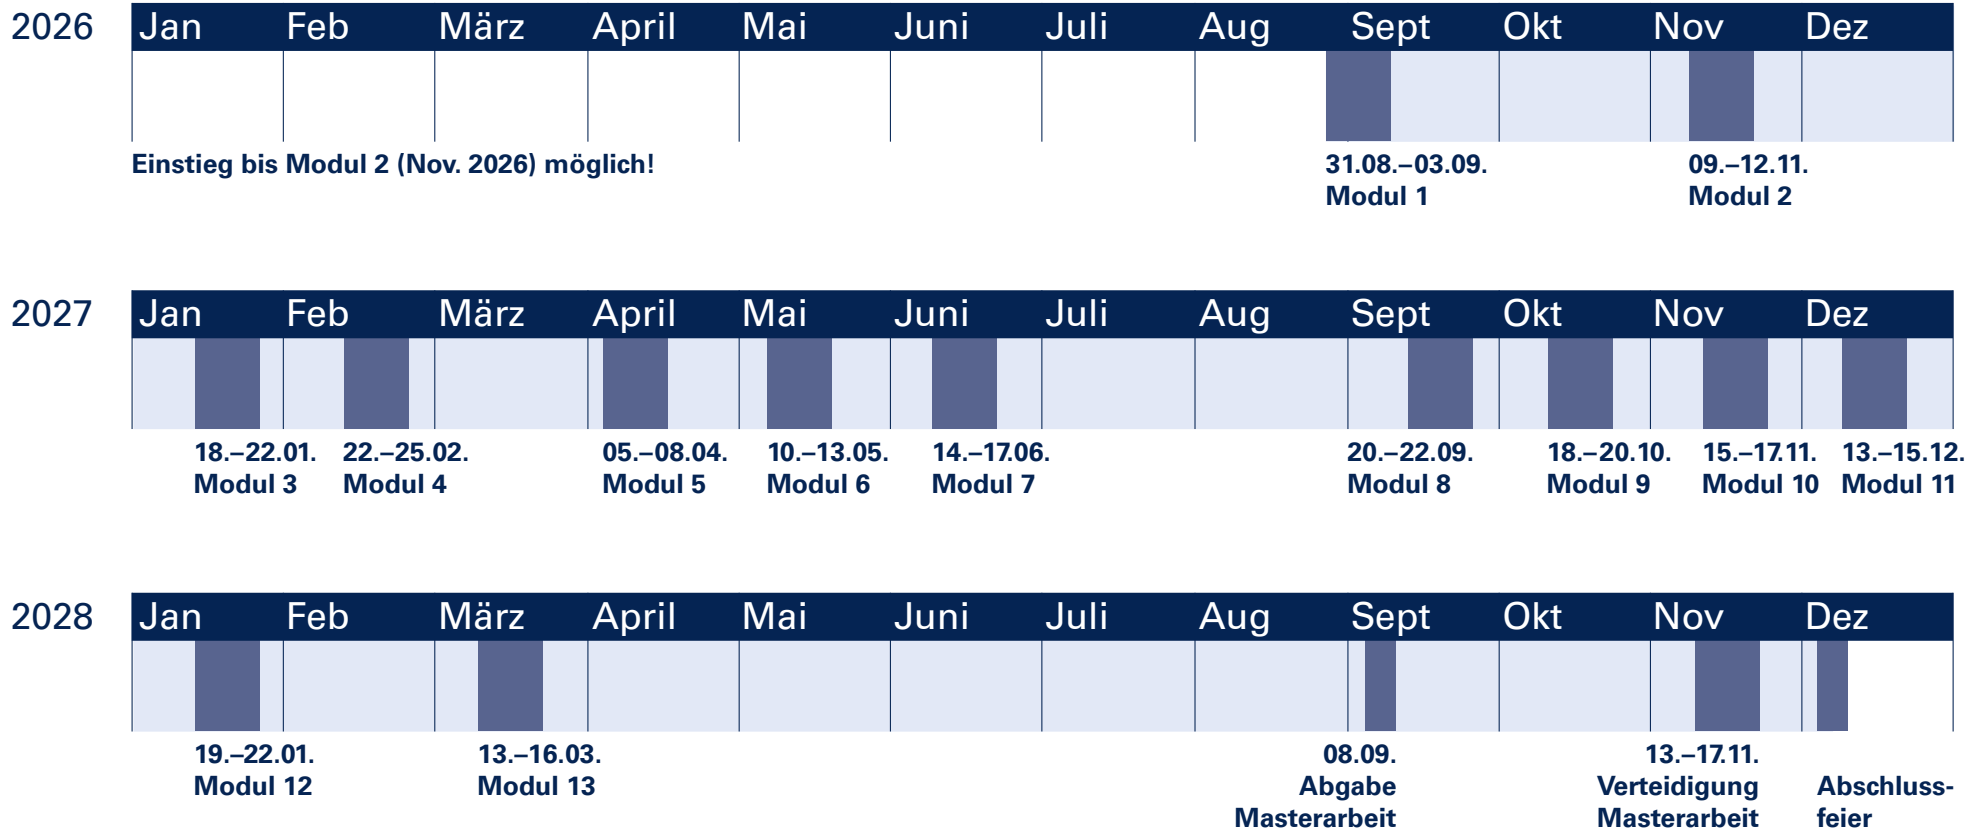 2026 Jan Feb März April Mai Juni Juli Aug Sept Okt Nov Dez
Einstieg bis Modul 2 (Nov. 2026) möglich!
31.08.–03.09.
Modul 1
09.–12.11.
Modul 2
2027 Jan Feb März April Mai Juni Juli Aug Sept Okt Nov Dez
18.–22.01.
Modul 3
22.–25.02.
Modul 4
05.–08.04.
Modul 5
10.–13.05.
Modul 6
14.–17.06.
Modul 7
20.–22.09.
Modul 8
18.–20.10.
Modul 9
15.–17.11.
Modul 10
13.–15.12.
Modul 11
2028 Jan Feb März April Mai Juni Juli Aug Sept Okt Nov Dez
19.–22.01.
Modul 12
13.–16.03.
Modul 13
08.09.
Abgabe
Masterarbeit
13.–17.11.
Verteidigung
Masterarbeit
Abschluss-
feier